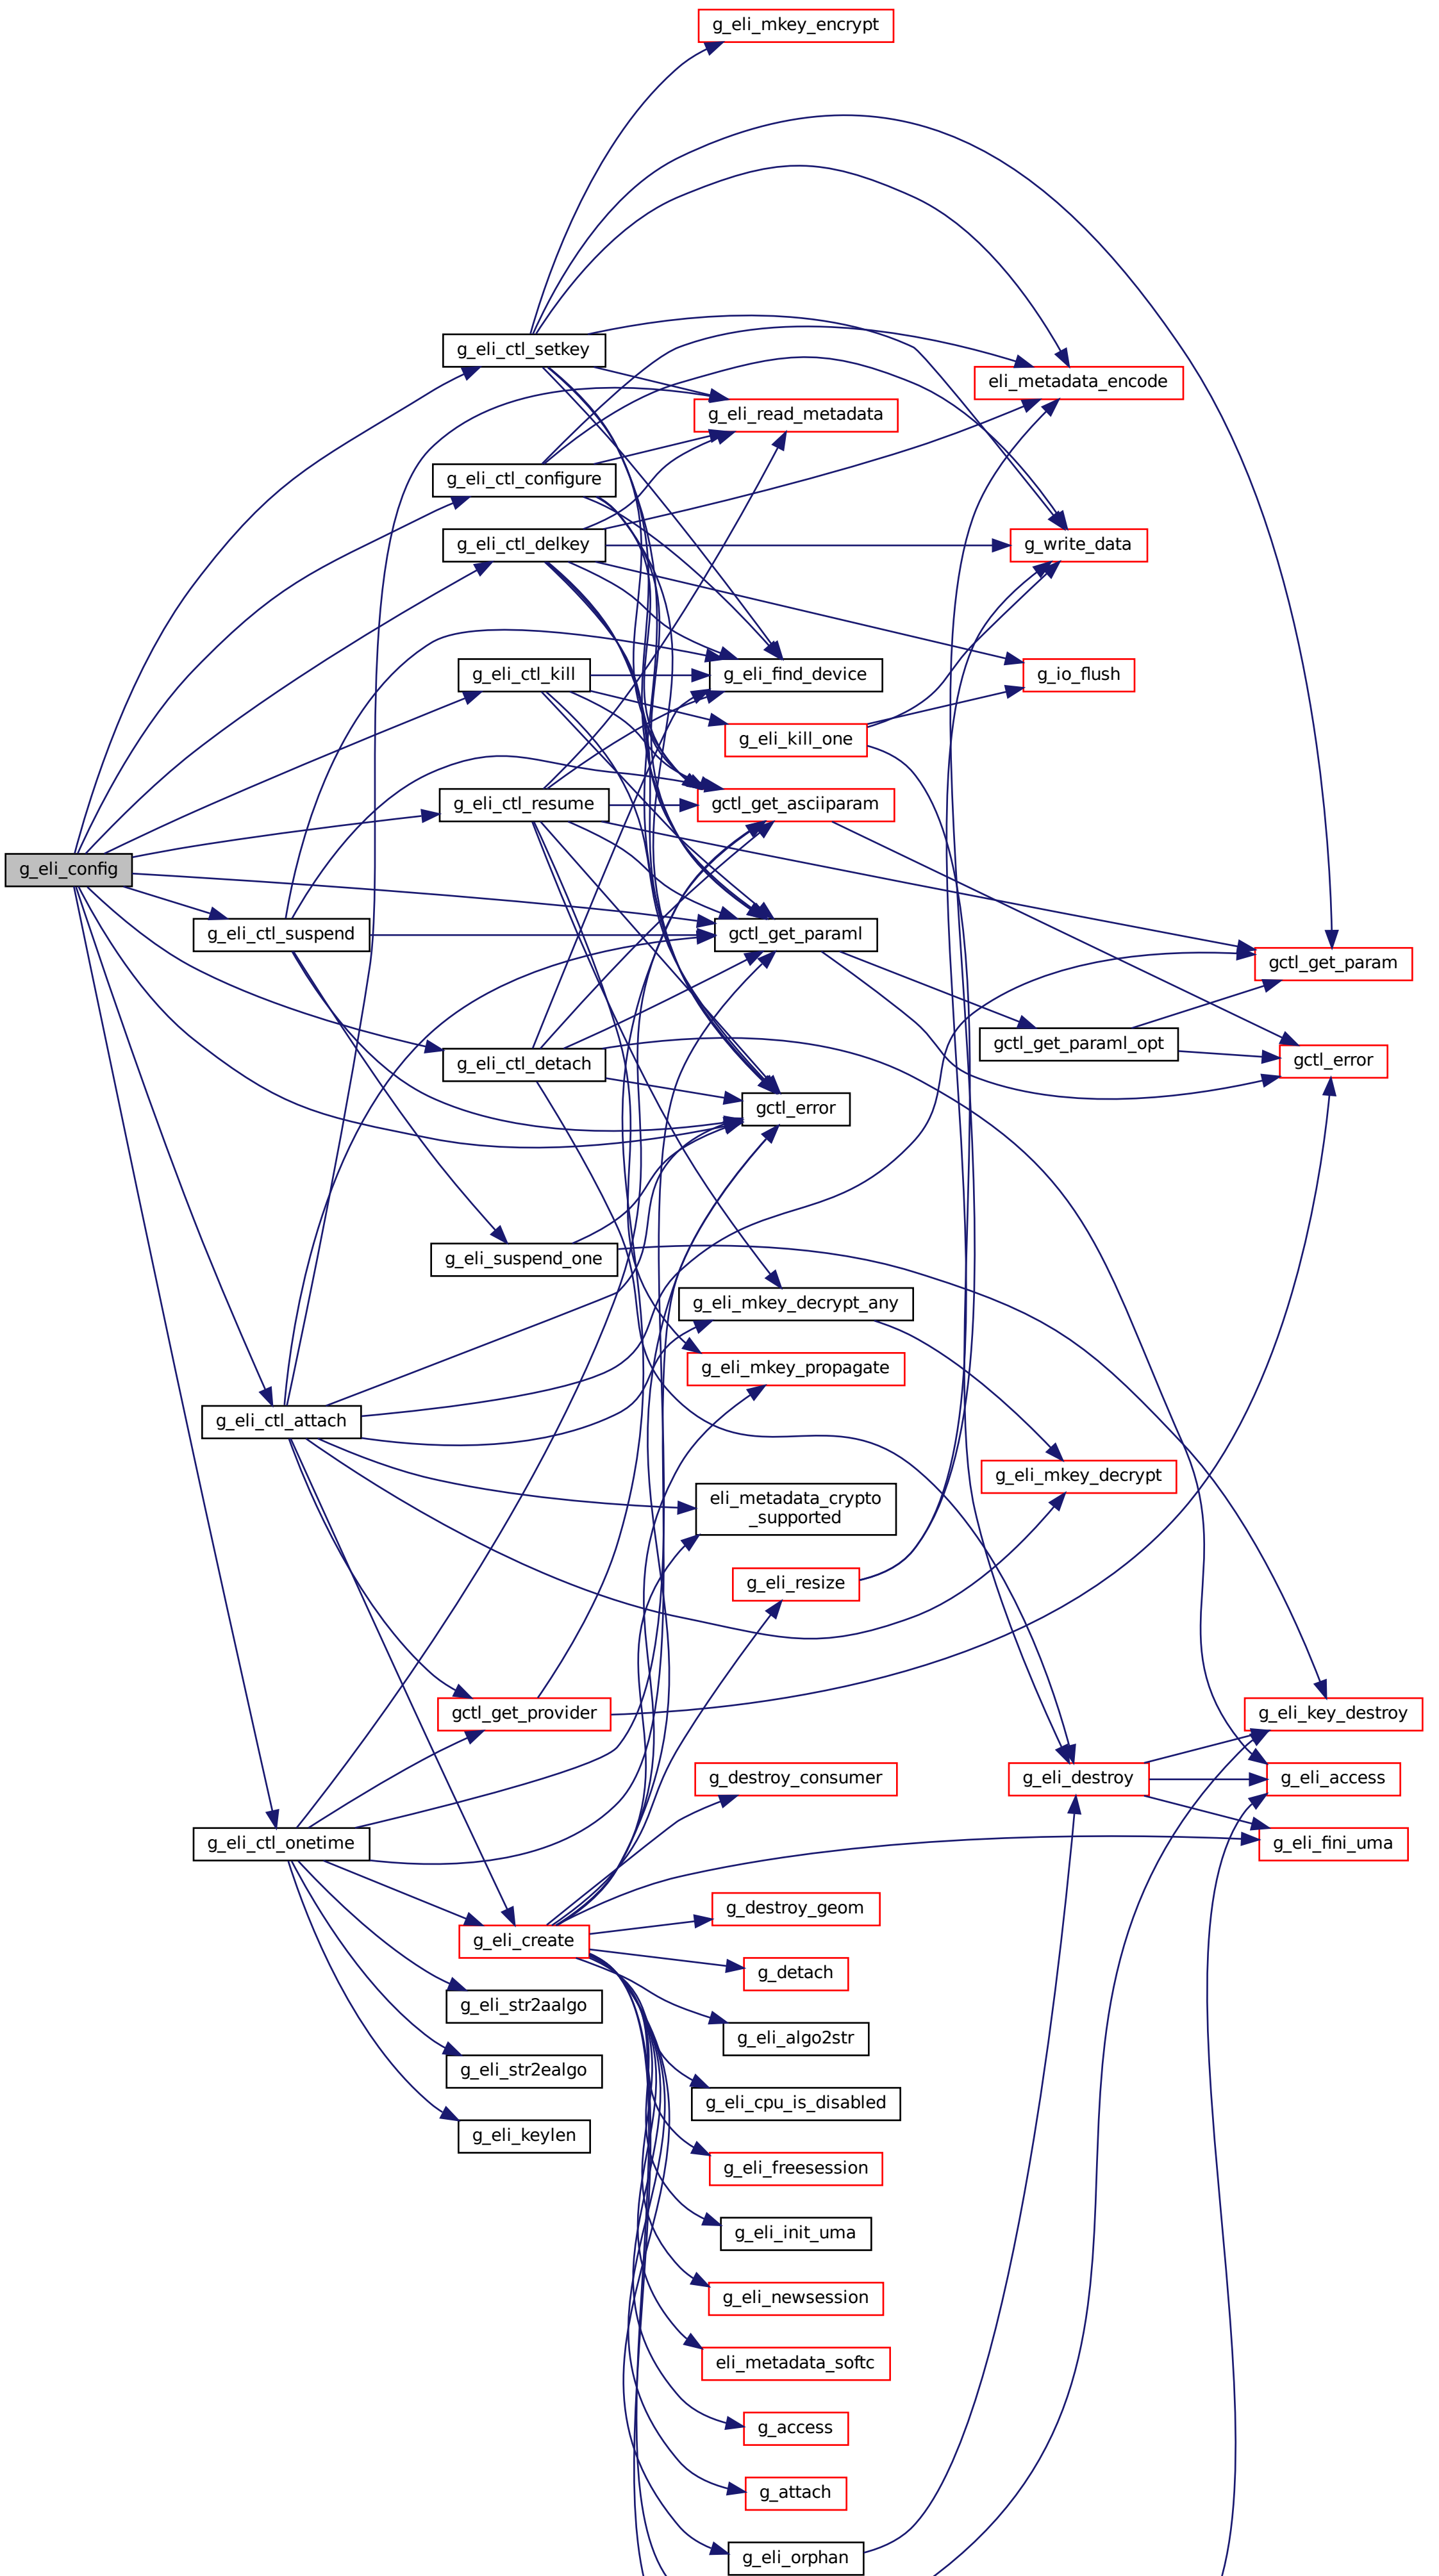 g_eli_mkey_encrypt
g_eli_ctl_setkey
eli_metadata_encode
g_eli_read_metadata
g_eli_ctl_configure
g_eli_ctl_delkey
g_write_data
g_eli_ctl_kill
g_eli_find_device
g_io_flush
g_eli_kill_one
g_eli_ctl_resume
gctl_get_asciiparam
g_eli_config
g_eli_ctl_suspend
gctl_get_paraml
gctl_get_param
gctl_get_paraml_opt
g_eli_ctl_detach
gctl_error
gctl_error
g_eli_suspend_one
g_eli_mkey_decrypt_any
g_eli_mkey_propagate
g_eli_ctl_attach
g_eli_mkey_decrypt
eli_metadata_crypto
_supported
g_eli_resize
gctl_get_provider
g_eli_key_destroy
g_destroy_consumer
g_eli_destroy
g_eli_access
g_eli_ctl_onetime
g_eli_fini_uma
g_destroy_geom
g_eli_create
g_detach
g_eli_str2aalgo
g_eli_algo2str
g_eli_str2ealgo
g_eli_cpu_is_disabled
g_eli_keylen
g_eli_freesession
g_eli_init_uma
g_eli_newsession
eli_metadata_softc
g_access
g_attach
g_eli_orphan